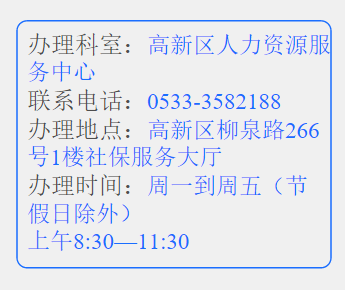 办理科室：高新区人力资源服
务中心
联系电话：0533-3582188
办理地点：高新区柳泉路266
号1楼社保服务大厅
办理时间：周一到周五（节
假日除外）
上午8:30—11:30